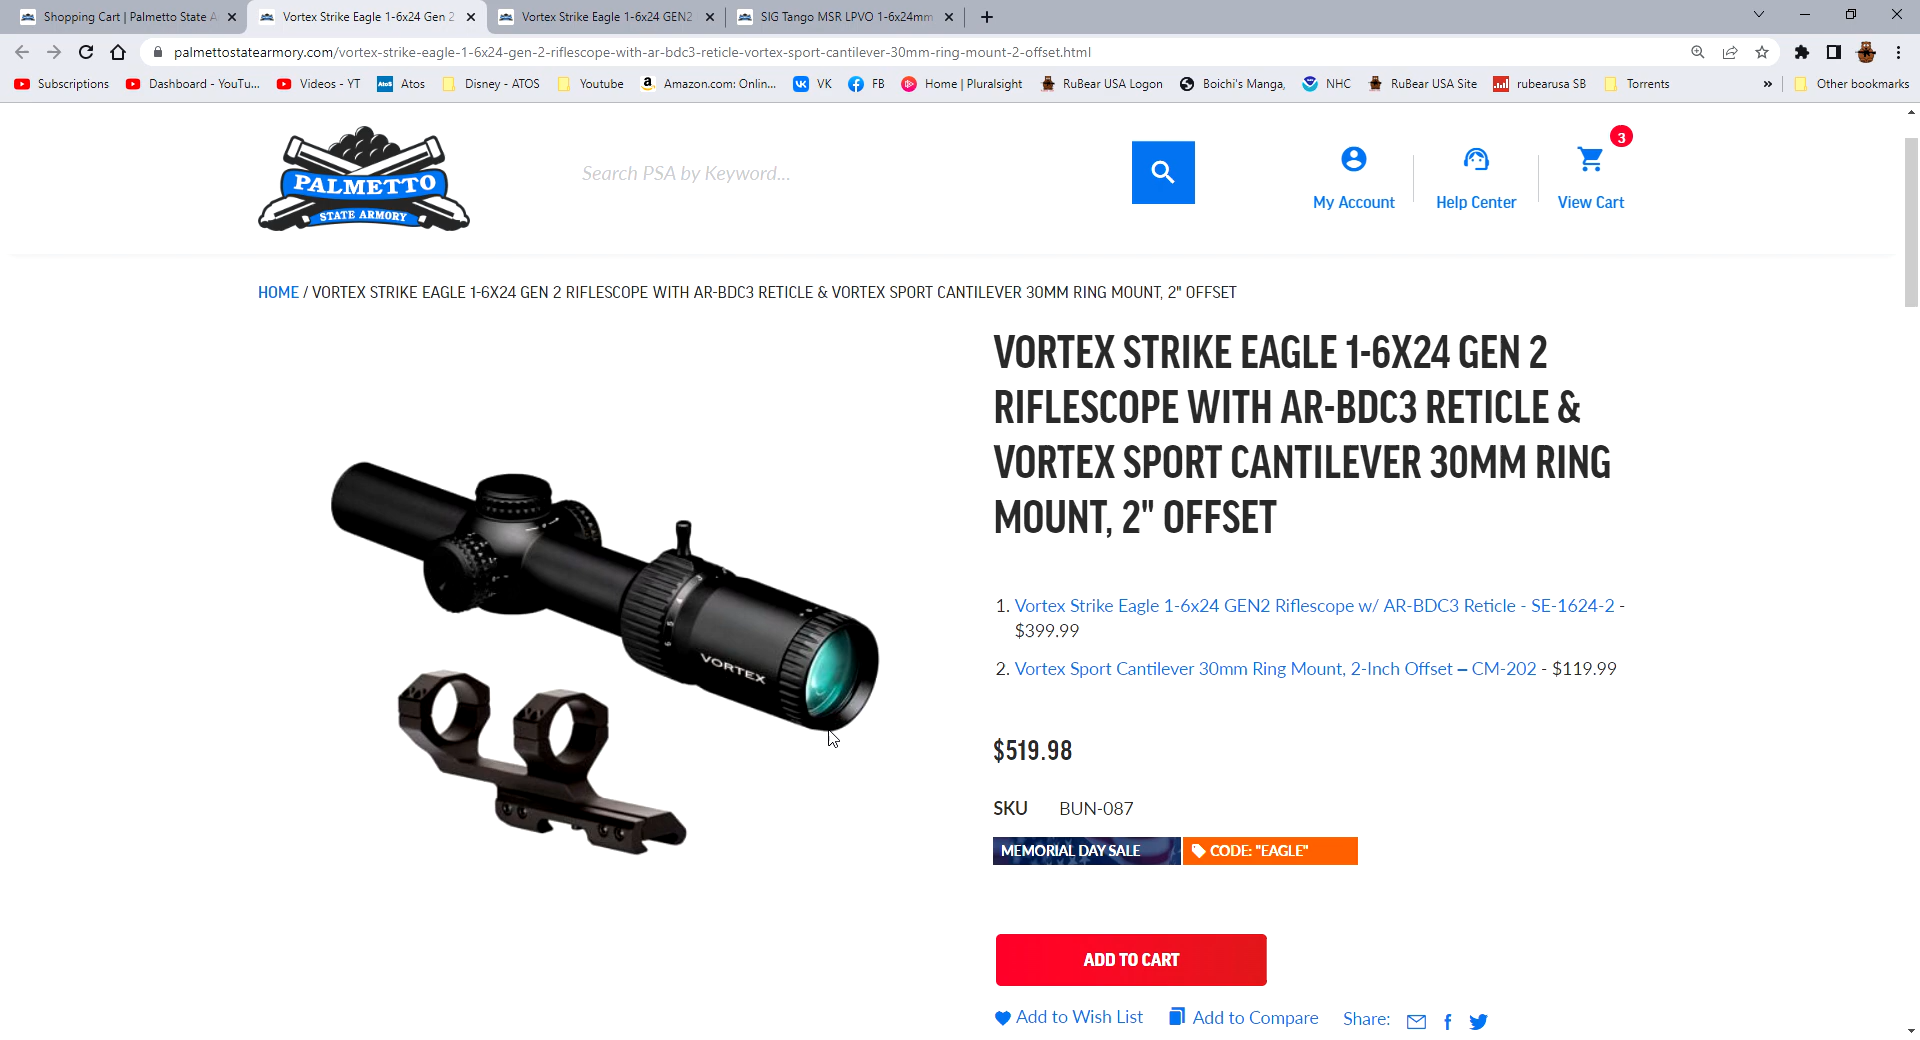 Shopping Cart | Palmetto State A
Vortex Strike Eagle 1-6x24 Gen 2
Vortex Strike Eagle 1-6x24 GEN2
SIG Tango MSR LPVO 1-6x24mm
palmettostatearmory.com/vortex-strike-eagle-1-6x24-gen-2-riflescope-with-ar-bdc3-reticle-vortex-sport-cantilever-30mm-ring-mount-2-offset.html
Subscriptions
Dashboard - YouTu...
Videos - YT
Atos
Atos
Disney - ATOS
Youtube
Amazon.com: Onlin...
VK
FB
Home | Pluralsight
RuBear USA Logon
Boichi's Manga,
NHC
RuBear USA Site
rubearusa SB
Torrents
»
Other bookmarks
PALMETTO
STATE ARMORY
Search PSA by Keyword...
My Account
Help Center
3
View Cart
HOME / VORTEX STRIKE EAGLE 1-6X24 GEN 2 RIFLESCOPE WITH AR-BDC3 RETICLE & VORTEX SPORT CANTILEVER 30MM RING MOUNT, 2" OFFSET
VORTEX
VORTEX STRIKE EAGLE 1-6X24 GEN 2
RIFLESCOPE WITH AR-BDC3 RETICLE &
VORTEX SPORT CANTILEVER 30MM RING
MOUNT, 2" OFFSET
1. Vortex Strike Eagle 1-6x24 GEN2 Riflescope w/ AR-BDC3 Reticle - SE-1624-2 -
$399.99
2. Vortex Sport Cantilever 30mm Ring Mount, 2-Inch Offset – CM-202 - $119.99
$519.98
SKU BUN-087
MEMORIAL DAY SALE
CODE: "EAGLE"
ADD TO CART
Add to Wish List
Add to Compare
Share: